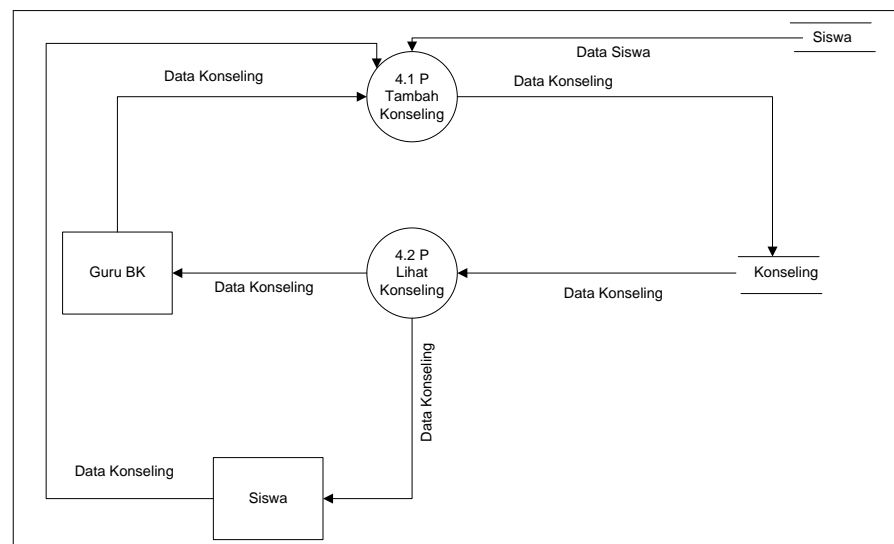 Siswa
Data Siswa
4.1 P
Tambah
Konseling
Data Konseling
Data Konseling
Guru BK
4.2 P
Lihat
Konseling
Konseling
Data Konseling
Data Konseling
Data Konseling
Data Konseling
Siswa